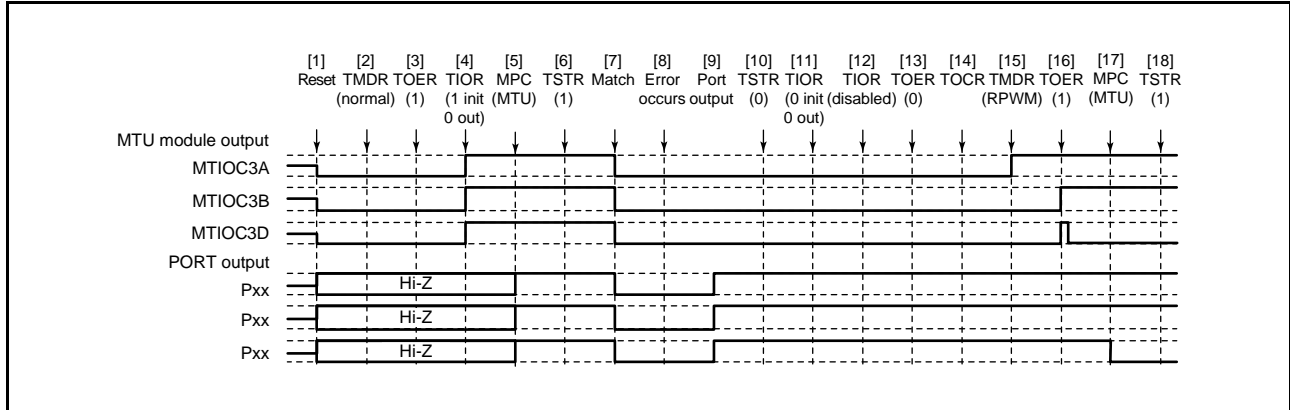 [1] [2] [3] [4] [5] [6] [7] [8] [9] [10] [11] [12] [13] [14] [15] [16] [17] [18]
Reset TMDR TOER TIOR MPC TSTR Match Error Port TSTR TIOR TIOR TOER TOCR TMDR TOER MPC TSTR
(normal) (1) (1 init (MTU) (1) occurs output (0) (0 init (disabled) (0) (RPWM) (1) (MTU) (1)
0 out) 0 out)
MTU module output
MTIOC3A
MTIOC3B
MTIOC3D
PORT output
Pxx Hi-Z
Pxx Hi-Z
Pxx Hi-Z